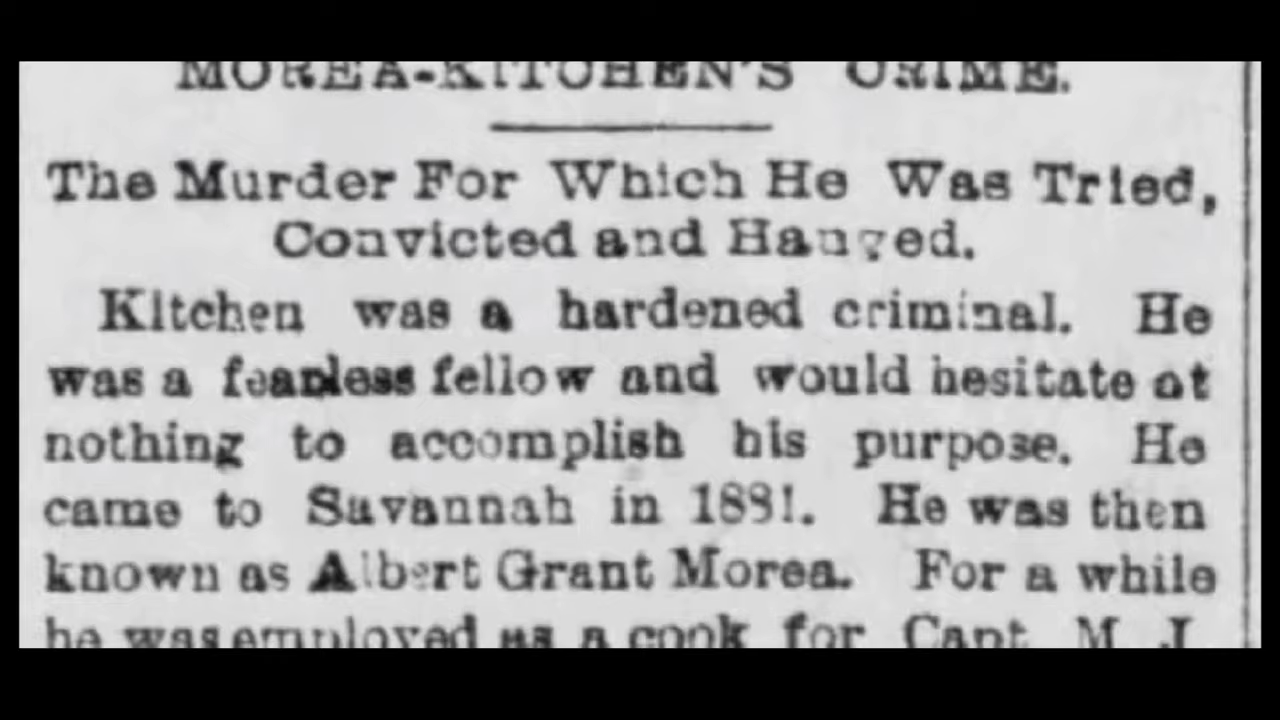 MOREA-KITCHEN'S CRIME.
The Murder For Which He Was Tried,
Convicted and Hanged.
Kitchen was a hardened criminal. He
was a fearless fellow and would hesitate at
nothing to accomplish his purpose. He
came to Savannah in 1881. He was then
known as Albert Grant Morea. For a while
he was employed as a cook for Capt. M. J.